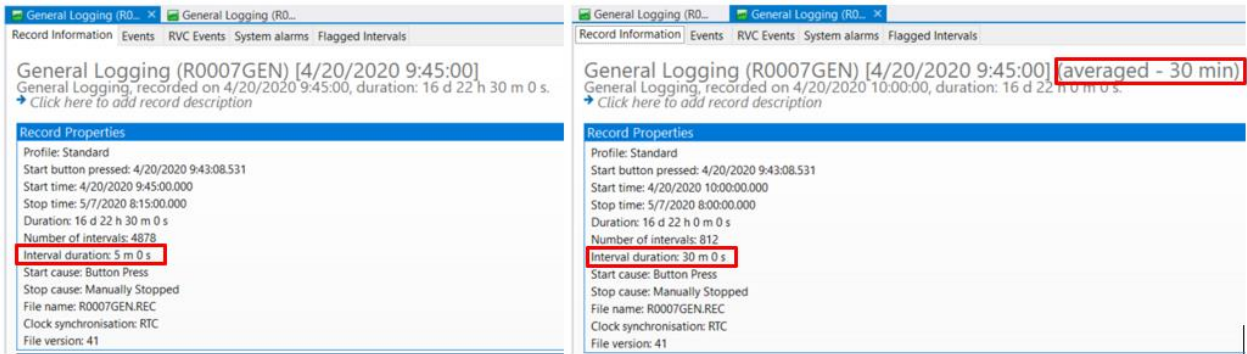 General Logging (R0... × General Logging (R0...
Record Information Events RVC Events System alarms Flagged Intervals
General Logging (R0007GEN) [4/20/2020 9:45:00]
General Logging, recorded on 4/20/2020 9:45:00, duration: 16 d 22 h 30 m 0 s.
Click here to add record description
Record Properties
Profile: Standard
Start button pressed: 4/20/2020 9:43:08.531
Start time: 4/20/2020 9:45:00.000
Stop time: 5/7/2020 8:15:00.000
Duration: 16 d 22 h 30 m 0 s
Number of intervals: 4878
Interval duration: 5 m 0 s
Start cause: Button Press
Stop cause: Manually Stopped
File name: R0007GEN.REC
Clock synchronisation: RTC
File version: 41
General Logging (R0... General Logging (R0... ×
Record Information Events RVC Events System alarms Flagged Intervals
General Logging (R0007GEN) [4/20/2020 9:45:00] (averaged - 30 min)
General Logging, recorded on 4/20/2020 10:00:00, duration: 16 d 22 h 0 m 0 s.
Click here to add record description
Record Properties
Profile: Standard
Start button pressed: 4/20/2020 9:43:08.531
Start time: 4/20/2020 10:00:00.000
Stop time: 5/7/2020 8:00:00.000
Duration: 16 d 22 h 0 m 0 s
Number of intervals: 812
Interval duration: 30 m 0 s
Start cause: Button Press
Stop cause: Manually Stopped
File name: R0007GEN.REC
Clock synchronisation: RTC
File version: 41